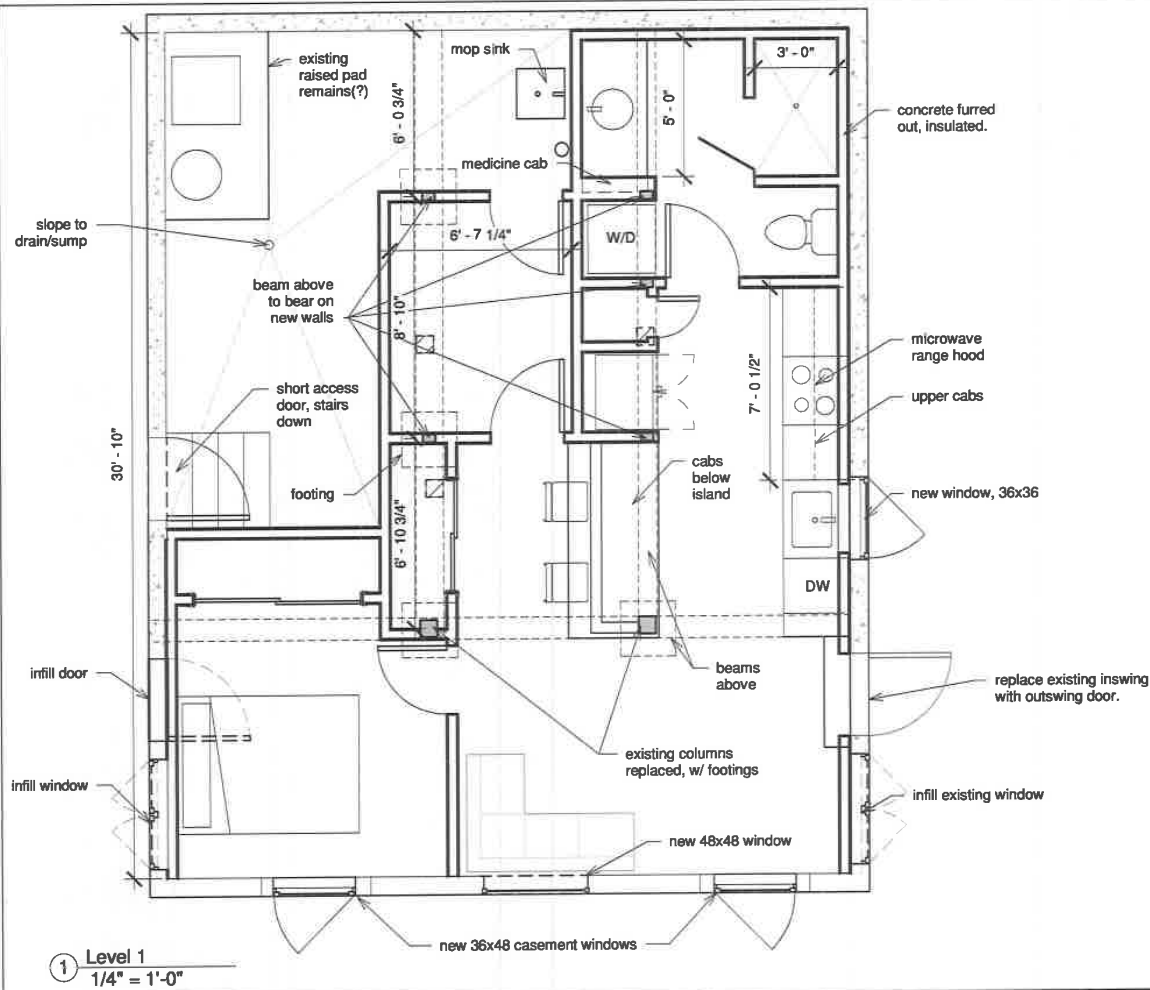 existing
raised pad
remains(?)
mop sink
3' - 0"
6' - 0 3/4"
5' - 0"
concrete furred
out, insulated.
medicine cab
slope to
drain/sump
6' - 7 1/4"
W/D
beam above
to bear on
new walls
8' - 10"
microwave
range hood
short access
door, stairs
down
7' - 0 1/2"
upper cabs
30' - 10"
cabs
below
island
footing
new window, 36x36
6' - 10 3/4"
DW
infill door
beams
above
replace existing inswing
with outswing door.
existing columns
replaced, w/ footings
infill window
infill existing window
new 48x48 window
new 36x48 casement windows
1
Level 1
1/4" = 1'-0"